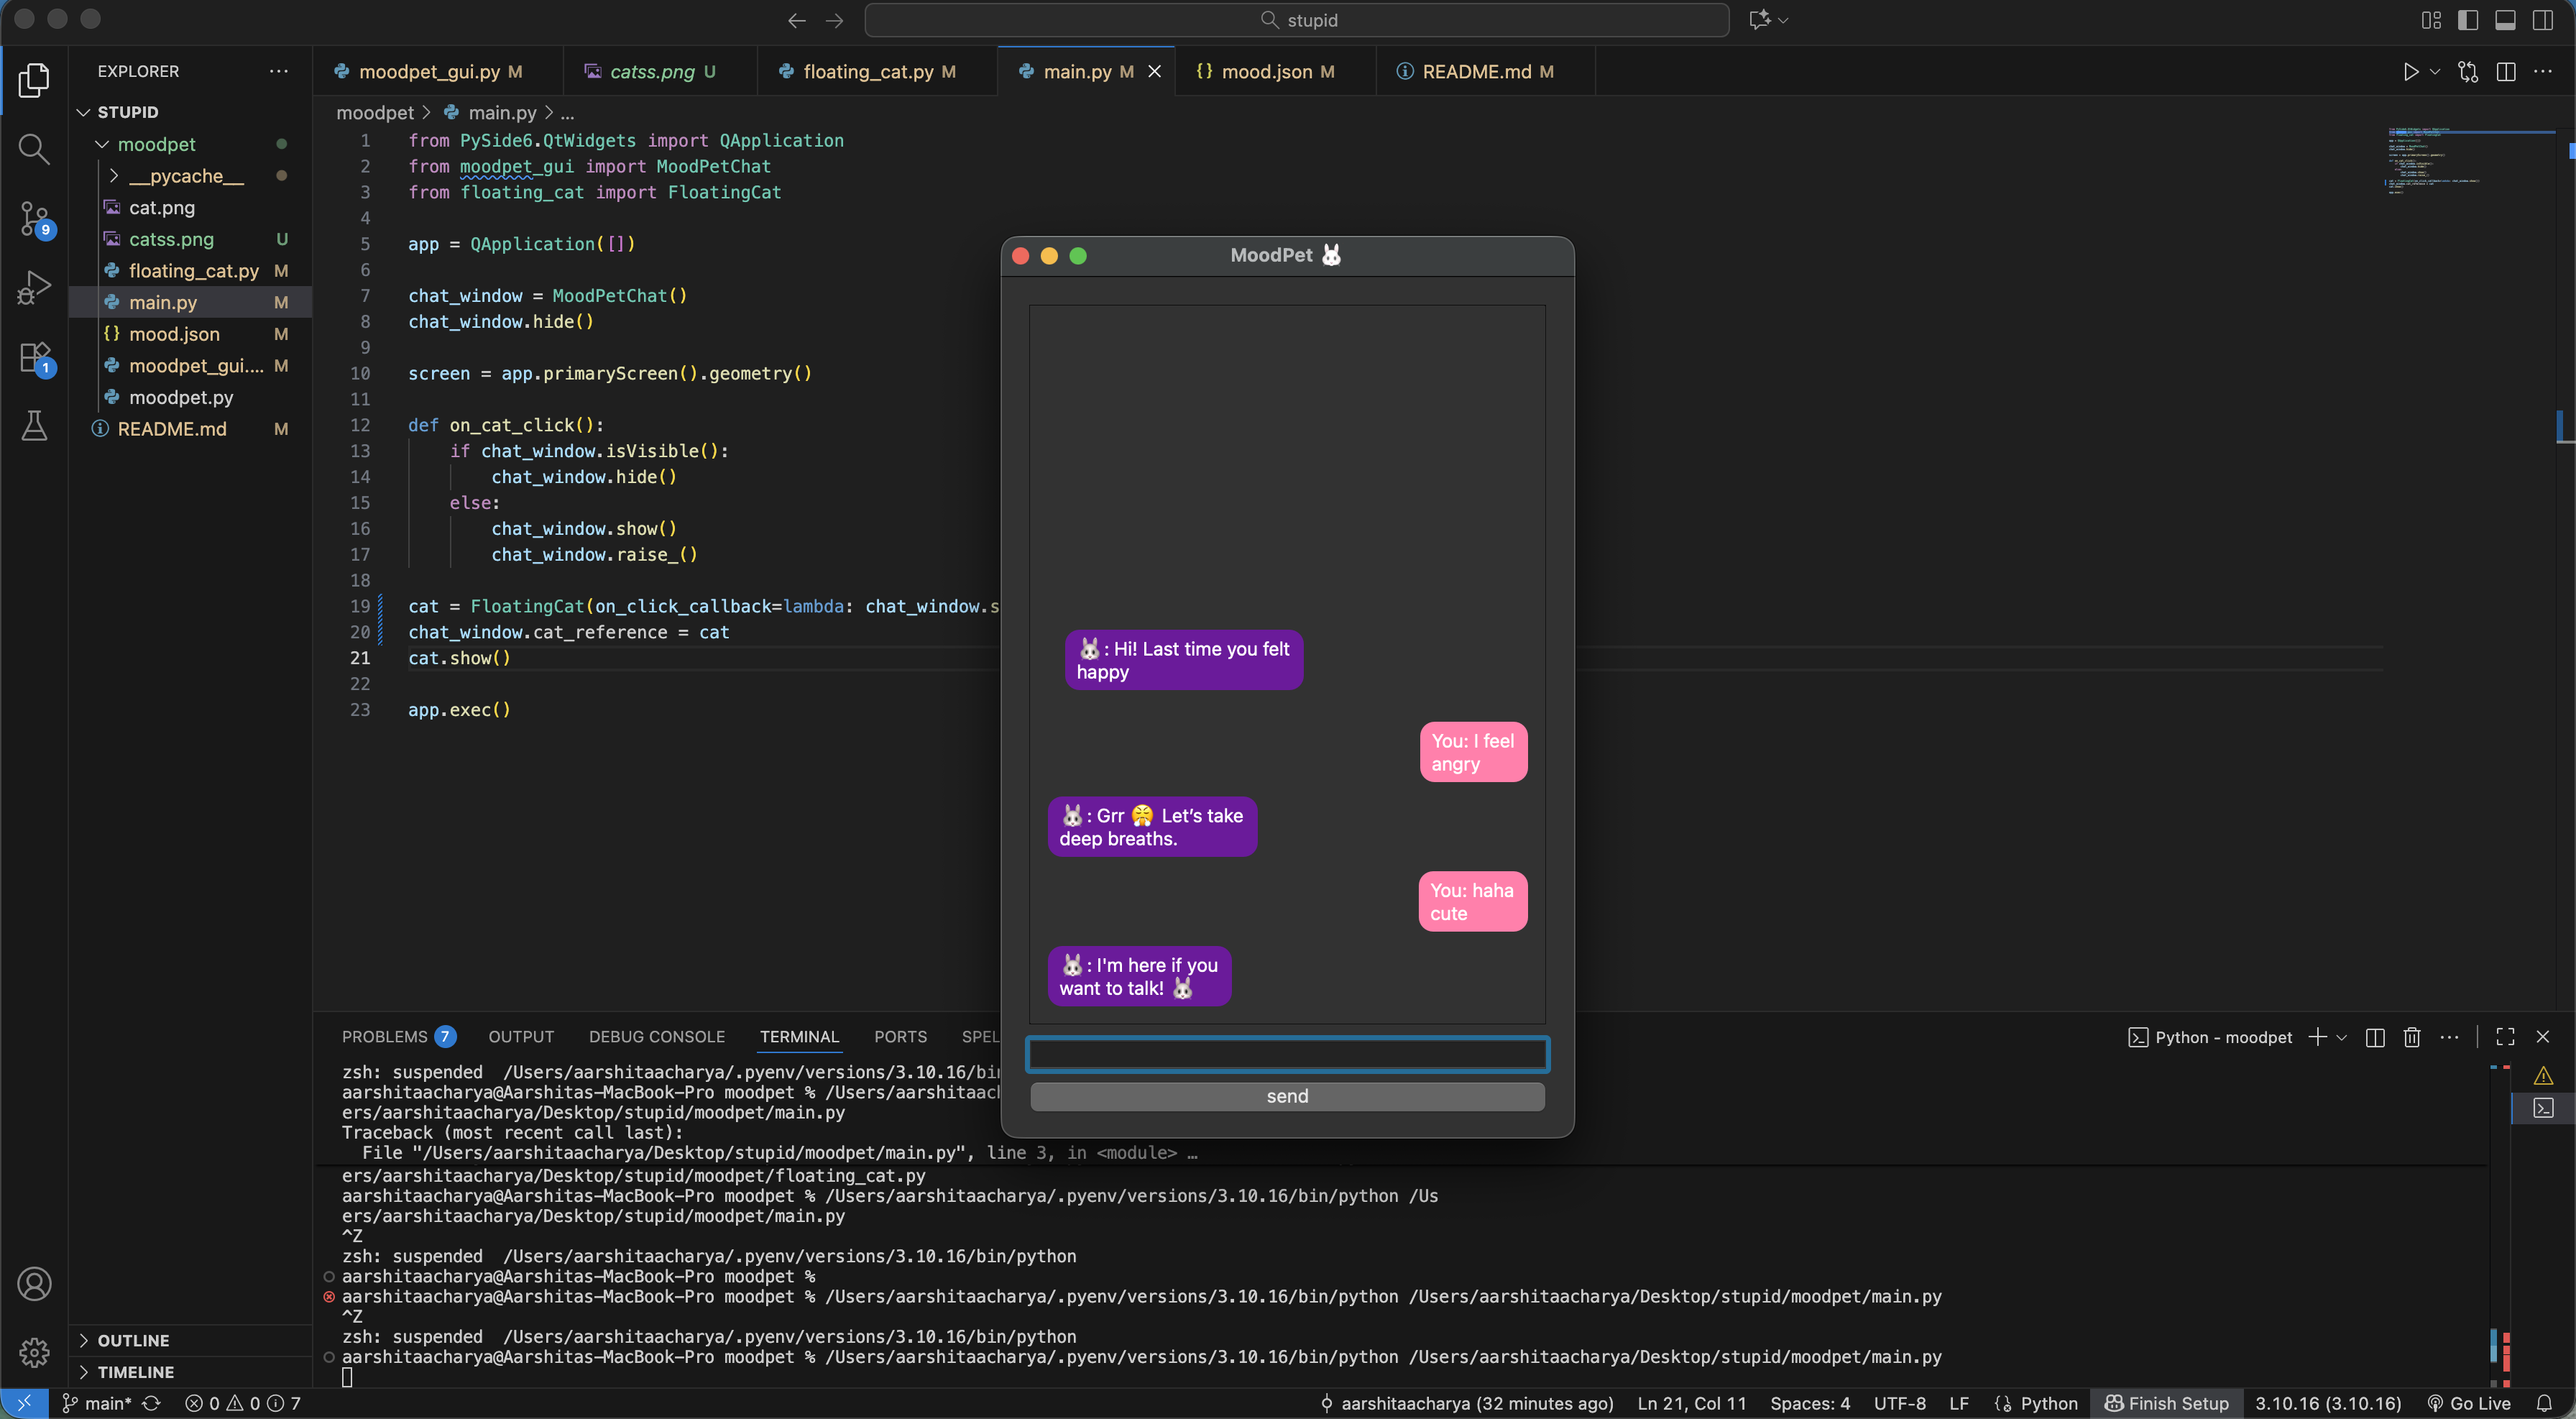 stupid
EXPLORER
STUPID
moodpet
__pycache__
cat.png
catss.png U
floating_cat.py M
main.py M
mood.json M
moodpet_gui.... M
moodpet.py
README.md M
OUTLINE
TIMELINE
9
1
moodpet_gui.py M
catss.png U
floating_cat.py M
main.py M
mood.json M
README.md M
moodpet > main.py > ...
1 from PySide6.QtWidgets import QApplication
2 from moodpet_gui import MoodPetChat
3 from floating_cat import FloatingCat
4
5 app = QApplication([])
6
7 chat_window = MoodPetChat()
8 chat_window.hide()
9
10 screen = app.primaryScreen().geometry()
11
12 def on_cat_click():
13 if chat_window.isVisible():
14 chat_window.hide()
15 else:
16 chat_window.show()
17 chat_window.raise_()
18
19 cat = FloatingCat(on_click_callback=lambda: chat_window.s
20 chat_window.cat_reference = cat
21 cat.show()
22
23 app.exec()
MoodPet 🐰
🐰: Hi! Last time you felt
happy
You: I feel
angry
🐰: Grr 😤 Let’s take
deep breaths.
You: haha
cute
🐰: I'm here if you
want to talk! 🐰
send
PROBLEMS 7 OUTPUT DEBUG CONSOLE TERMINAL PORTS SPEL
Python - moodpet
zsh: suspended /Users/aarshitaacharya/.pyenv/versions/3.10.16/bin
aarshitaacharya@Aarshitas-MacBook-Pro moodpet % /Users/aarshitaach
ers/aarshitaacharya/Desktop/stupid/moodpet/main.py
Traceback (most recent call last):
File "/Users/aarshitaacharya/Desktop/stupid/moodpet/main.py", line 3, in <module> …
ers/aarshitaacharya/Desktop/stupid/moodpet/floating_cat.py
aarshitaacharya@Aarshitas-MacBook-Pro moodpet % /Users/aarshitaacharya/.pyenv/versions/3.10.16/bin/python /Us
ers/aarshitaacharya/Desktop/stupid/moodpet/main.py
^Z
zsh: suspended /Users/aarshitaacharya/.pyenv/versions/3.10.16/bin/python
aarshitaacharya@Aarshitas-MacBook-Pro moodpet %
aarshitaacharya@Aarshitas-MacBook-Pro moodpet % /Users/aarshitaacharya/.pyenv/versions/3.10.16/bin/python /Users/aarshitaacharya/Desktop/stupid/moodpet/main.py
^Z
zsh: suspended /Users/aarshitaacharya/.pyenv/versions/3.10.16/bin/python
aarshitaacharya@Aarshitas-MacBook-Pro moodpet % /Users/aarshitaacharya/.pyenv/versions/3.10.16/bin/python /Users/aarshitaacharya/Desktop/stupid/moodpet/main.py
main* 0 0 7 aarshitaacharya (32 minutes ago) Ln 21, Col 11 Spaces: 4 UTF-8 LF Python Finish Setup 3.10.16 (3.10.16) Go Live